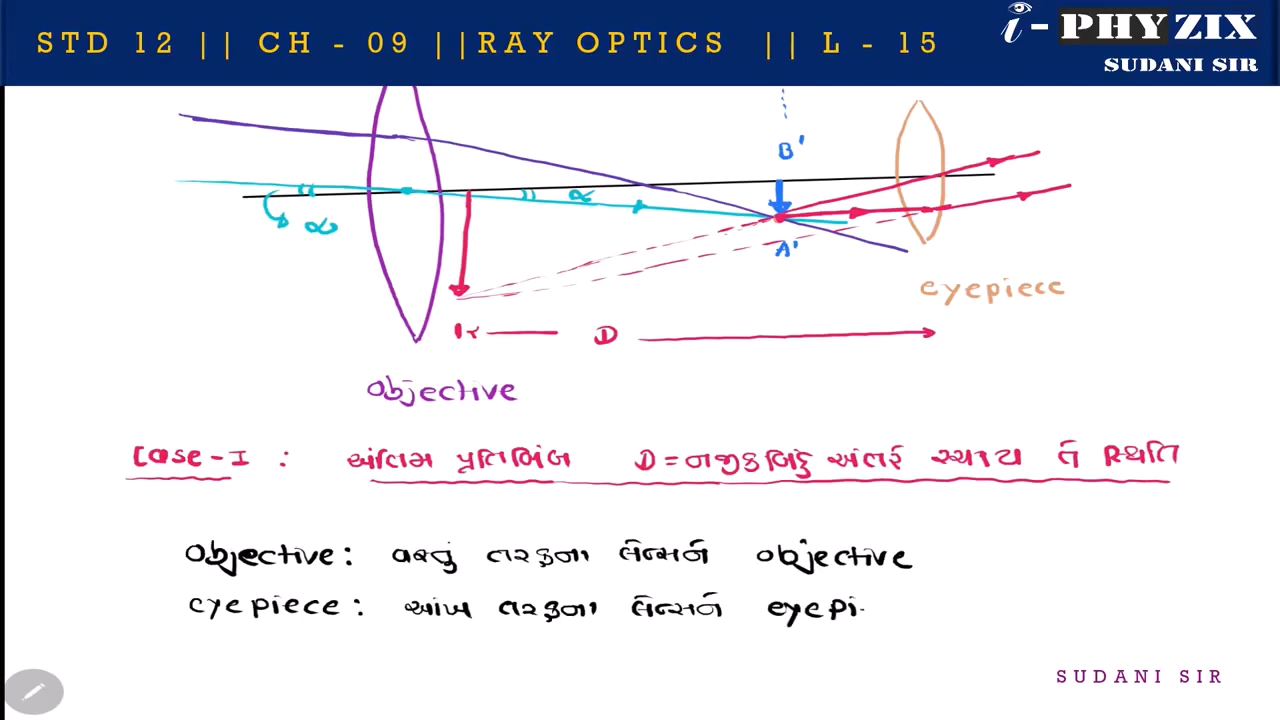 STD 12 || CH - 09 ||RAY OPTICS || L - 15
i-PHYZIX
SUDANI SIR
B'
α
α
A'
eyepiece
D
objective
Case-I : અંતિમ પ્રતિબિંબ D=નજીકબિંદુ અંતરે રચાય તે સ્થિતિ
objective: વસ્તુ તરફના લેન્સને objective
eyepiece: આંખ તરફના લેન્સને eyepi
SUDANI SIR